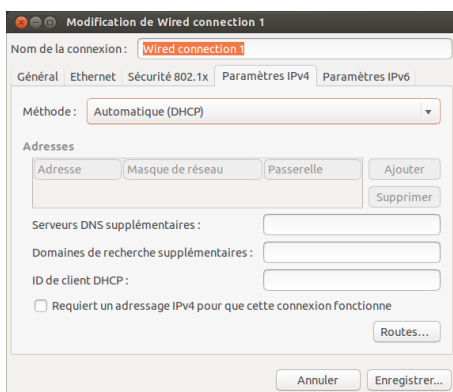 Modification de Wired connection 1
Nom de la connexion : Wired connection 1
Général Ethernet Sécurité 802.1x Paramètres IPv4 Paramètres IPv6
Méthode : Automatique (DHCP)
Adresses
Adresse Masque de réseau Passerelle Ajouter
Supprimer
Serveurs DNS supplémentaires :
Domaines de recherche supplémentaires :
ID de client DHCP :
Requiert un adressage IPv4 pour que cette connexion fonctionne
Routes...
Annuler Enregistrer...